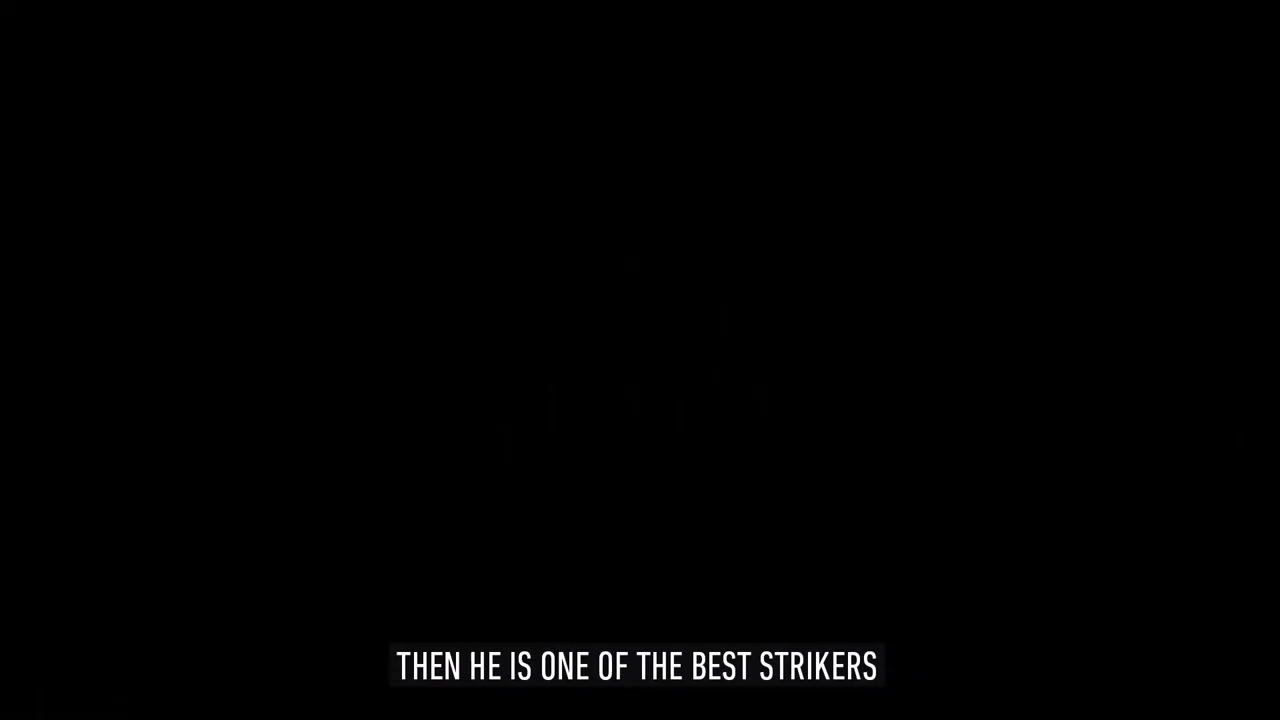 THEN HE IS ONE OF THE BEST STRIKERS